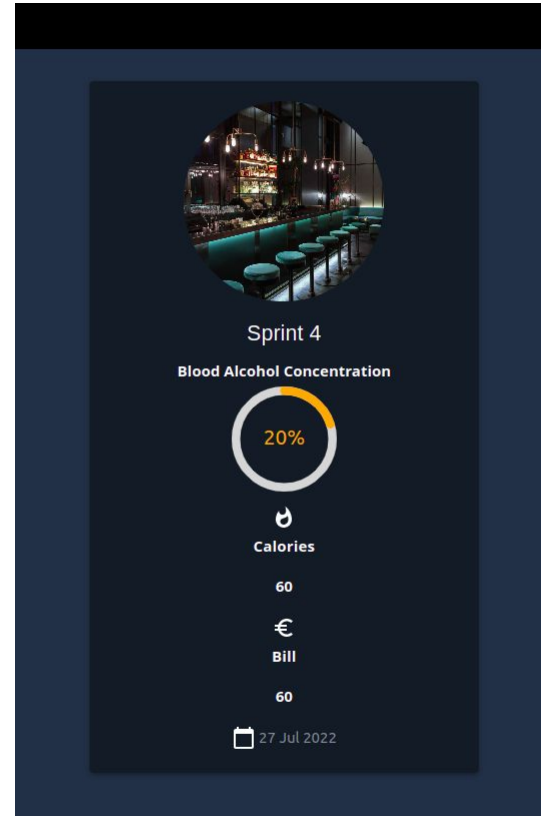 Sprint 4
Blood Alcohol Concentration
20%
Calories
60
€
Bill
60
27 Jul 2022